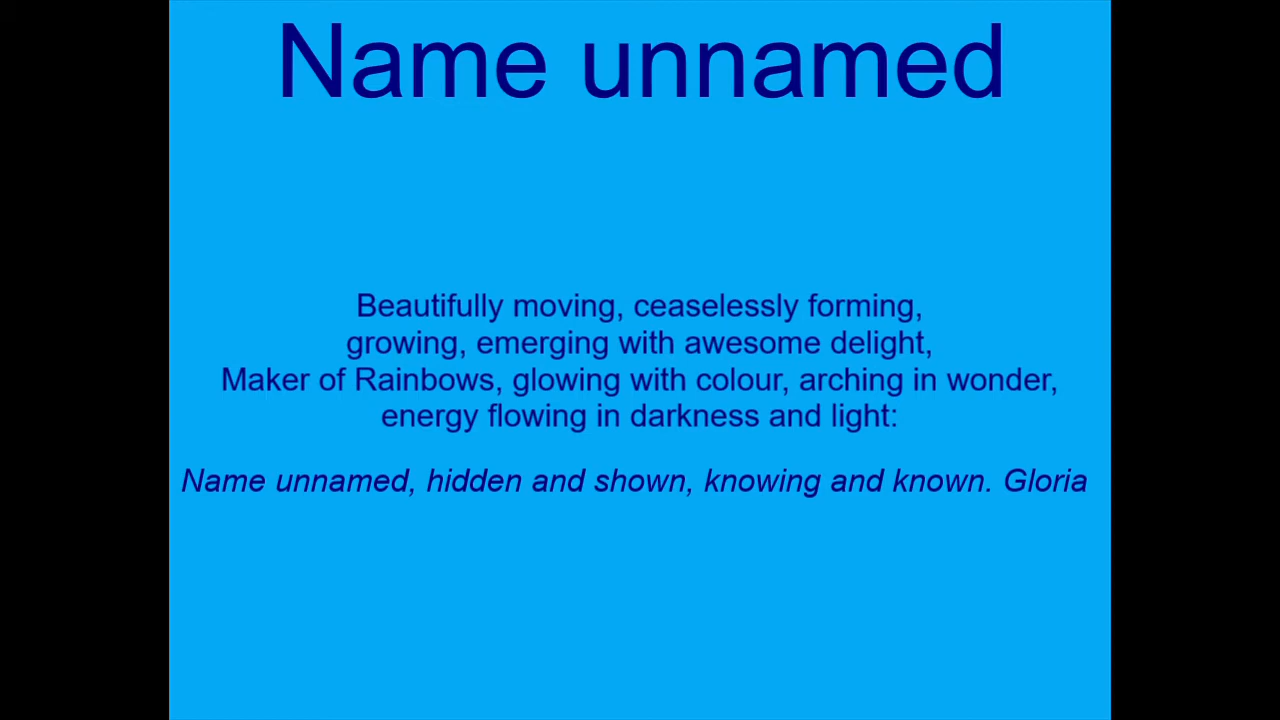 Name unnamed
Beautifully moving, ceaselessly forming,
growing, emerging with awesome delight,
Maker of Rainbows, glowing with colour, arching in wonder,
energy flowing in darkness and light:
Name unnamed, hidden and shown, knowing and known. Gloria